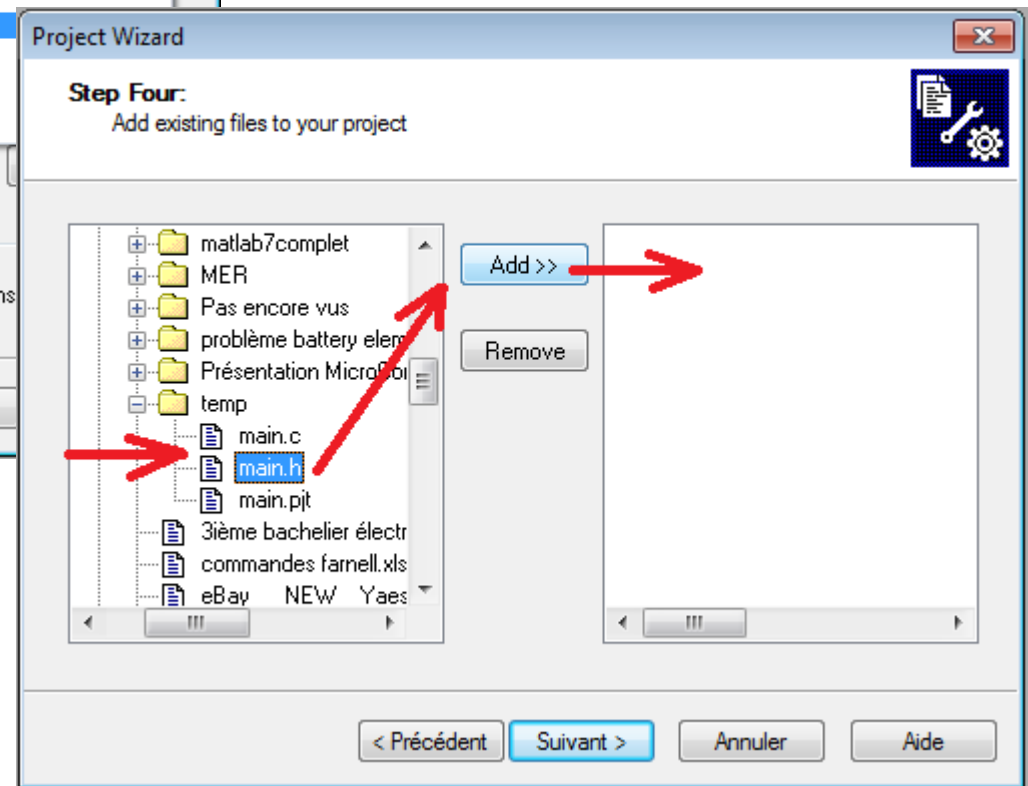 Project Wizard
Step Four:
Add existing files to your project
ns
matlab7complet
MER
Pas encore vus
problème battery elem
Présentation
temp
main.c
main.h
main.pjt
3ième bachelier électr
commandes farnell.xls
eBay NEW Yaes
Add >>
Remove
< Précédent
Suivant >
Annuler
Aide